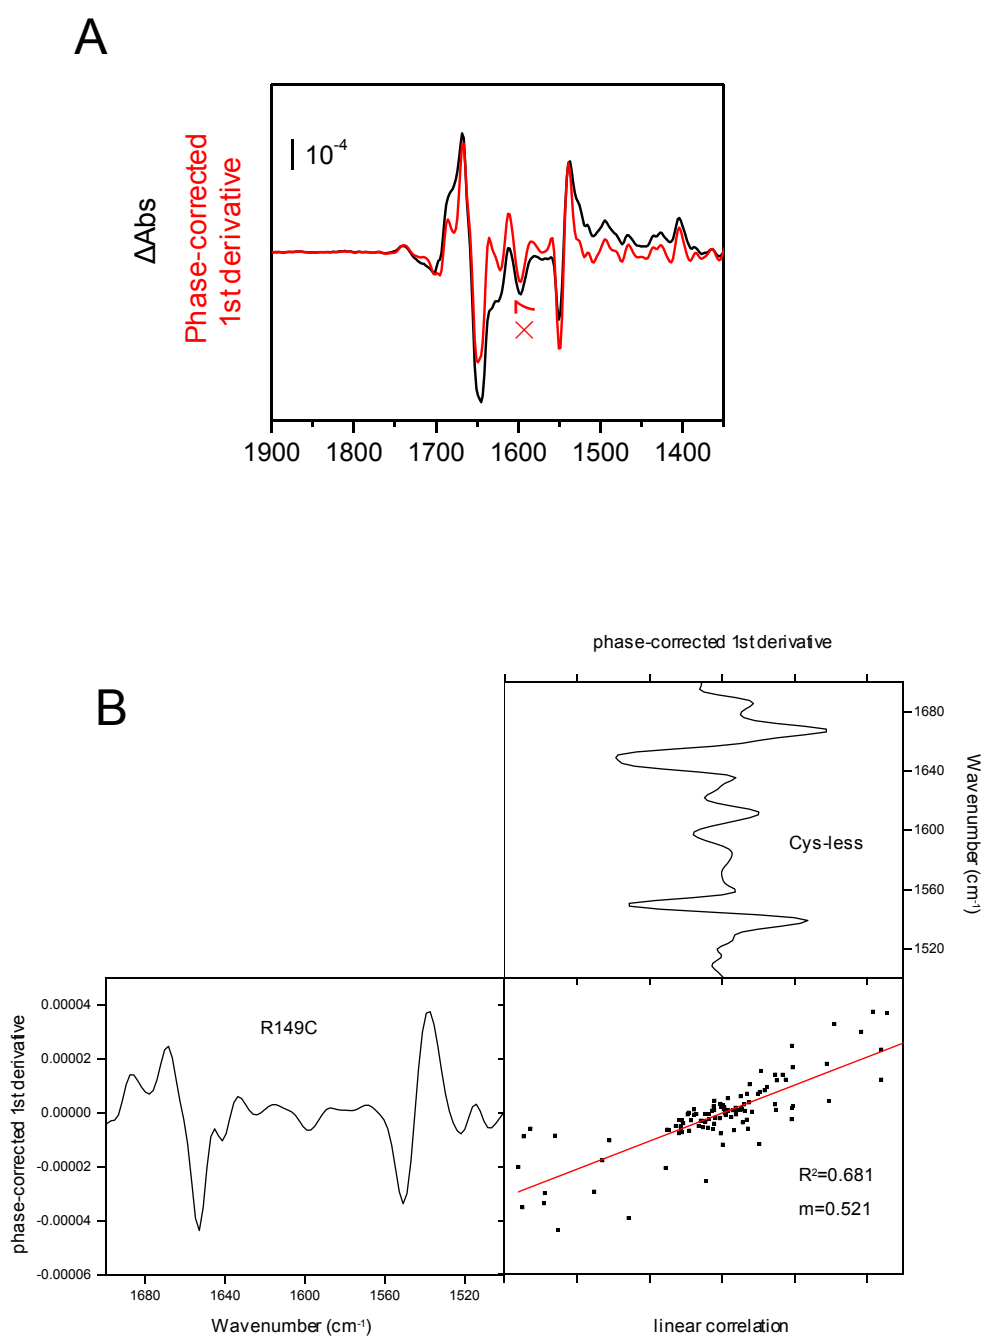 A
10⁻⁴
ΔAbs
Phase-corrected
1st derivative
×7
1900 1800 1700 1600 1500 1400
phase-corrected 1st derivative
B
1680
1640
1600
1560
1520
Wavenumber (cm⁻¹)
Cys-less
phase-corrected 1st derivative
0.00004
0.00002
0.00000
-0.00002
-0.00004
-0.00006
R149C
R²=0.681
m=0.521
1680 1640 1600 1560 1520
Wavenumber (cm⁻¹)
linear correlation